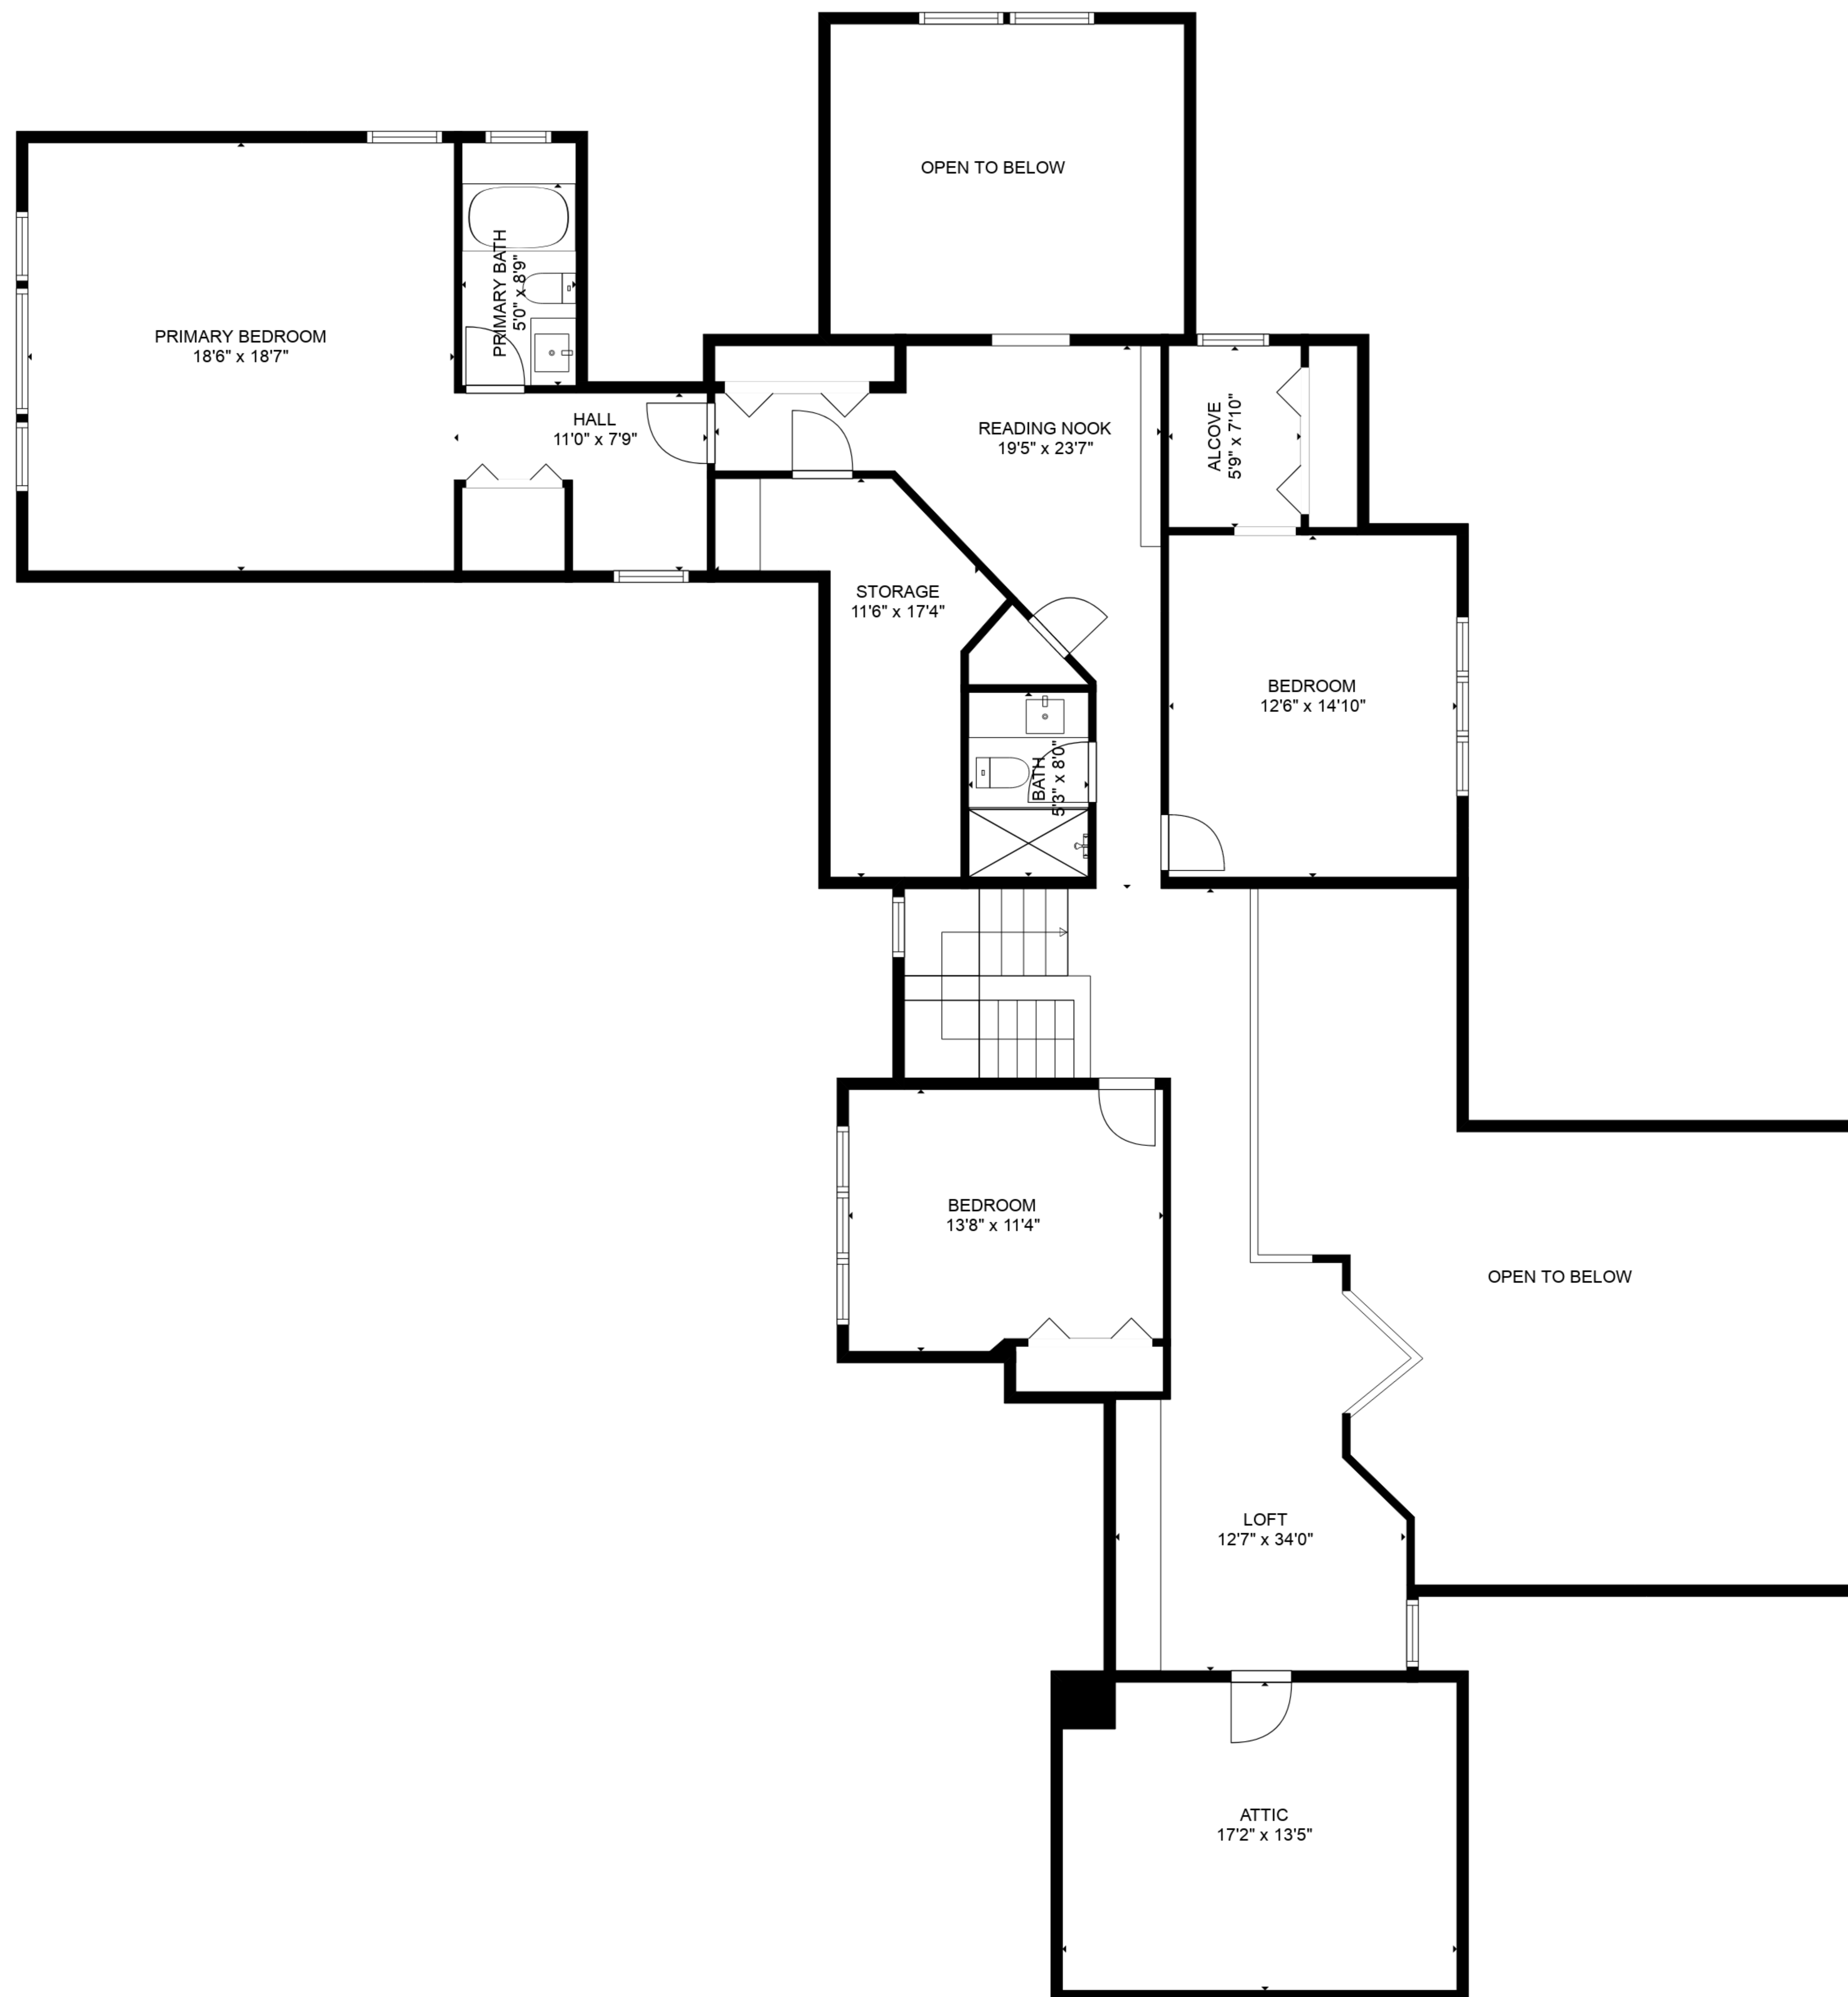 OPEN TO BELOW
PRIMARY BEDROOM
18'6" x 18'7"
PRIMARY BATH
5'0" x 8'9"
HALL
11'0" x 7'9"
READING NOOK
19'5" x 23'7"
ALCOVE
5'9" x 7'10"
STORAGE
11'6" x 17'4"
BEDROOM
12'6" x 14'10"
BATH
5'3" x 8'0"
BEDROOM
13'8" x 11'4"
OPEN TO BELOW
LOFT
12'7" x 34'0"
ATTIC
17'2" x 13'5"